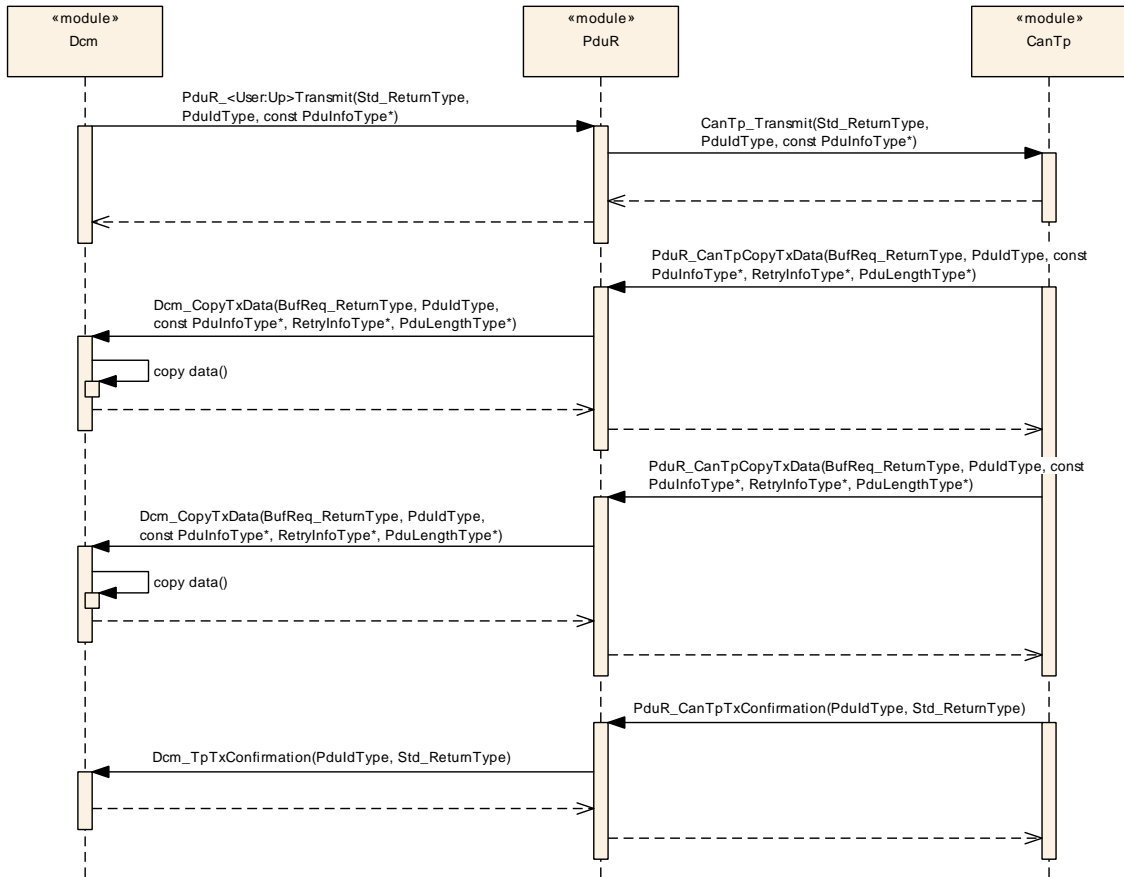 «module»
Dcm
«module»
PduR
«module»
CanTp
PduR_<User:Up>Transmit(Std_ReturnType,
PduIdType, const PduInfoType*)
CanTp_Transmit(Std_ReturnType,
PduIdType, const PduInfoType*)
PduR_CanTpCopyTxData(BufReq_ReturnType, PduIdType, const
PduInfoType*, RetryInfoType*, PduLengthType*)
Dcm_CopyTxData(BufReq_ReturnType, PduIdType,
const PduInfoType*, RetryInfoType*, PduLengthType*)
copy data()
PduR_CanTpCopyTxData(BufReq_ReturnType, PduIdType, const
PduInfoType*, RetryInfoType*, PduLengthType*)
Dcm_CopyTxData(BufReq_ReturnType, PduIdType,
const PduInfoType*, RetryInfoType*, PduLengthType*)
copy data()
PduR_CanTpTxConfirmation(PduIdType, Std_ReturnType)
Dcm_TpTxConfirmation(PduIdType, Std_ReturnType)